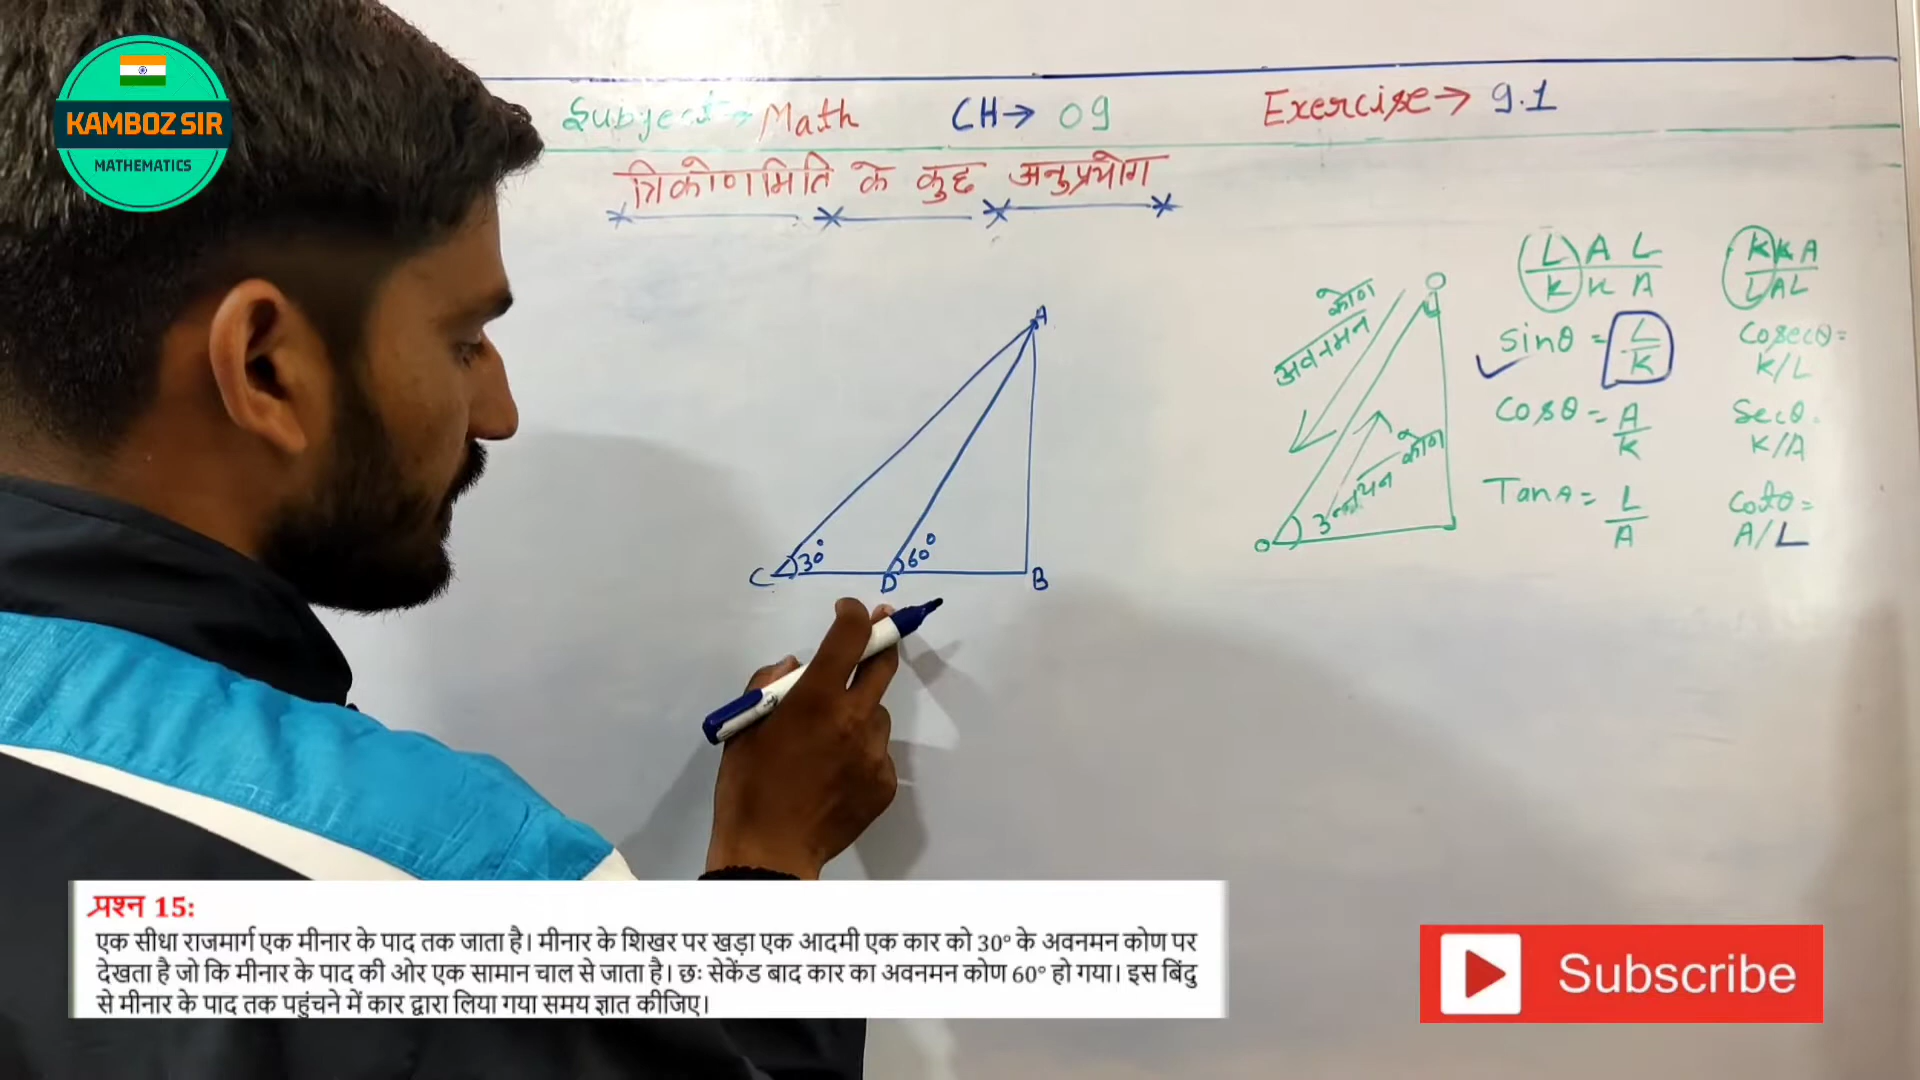 KAMBOZ SIR
MATHEMATICS
Subject → Math CH → 09 Exercise → 9.1
त्रिकोणमिति के कुछ अनुप्रयोग
A
30°
60°
C
D
B
अवनमन कोण
उन्नयन कोण
L A L
K K A
K K A
L A L
sinθ = L/K
cosecθ = K/L
cosθ = A/K
secθ. K/A
Tanθ = L/A
cotθ = A/L
प्रश्न 15:
एक सीधा राजमार्ग एक मीनार के पाद तक जाता है। मीनार के शिखर पर खड़ा एक आदमी एक कार को 30° के अवनमन कोण पर
देखता है जो कि मीनार के पाद की ओर एक सामान चाल से जाता है। छः सेकेंड बाद कार का अवनमन कोण 60° हो गया। इस बिंदु
से मीनार के पाद तक पहुंचने में कार द्वारा लिया गया समय ज्ञात कीजिए।
Subscribe